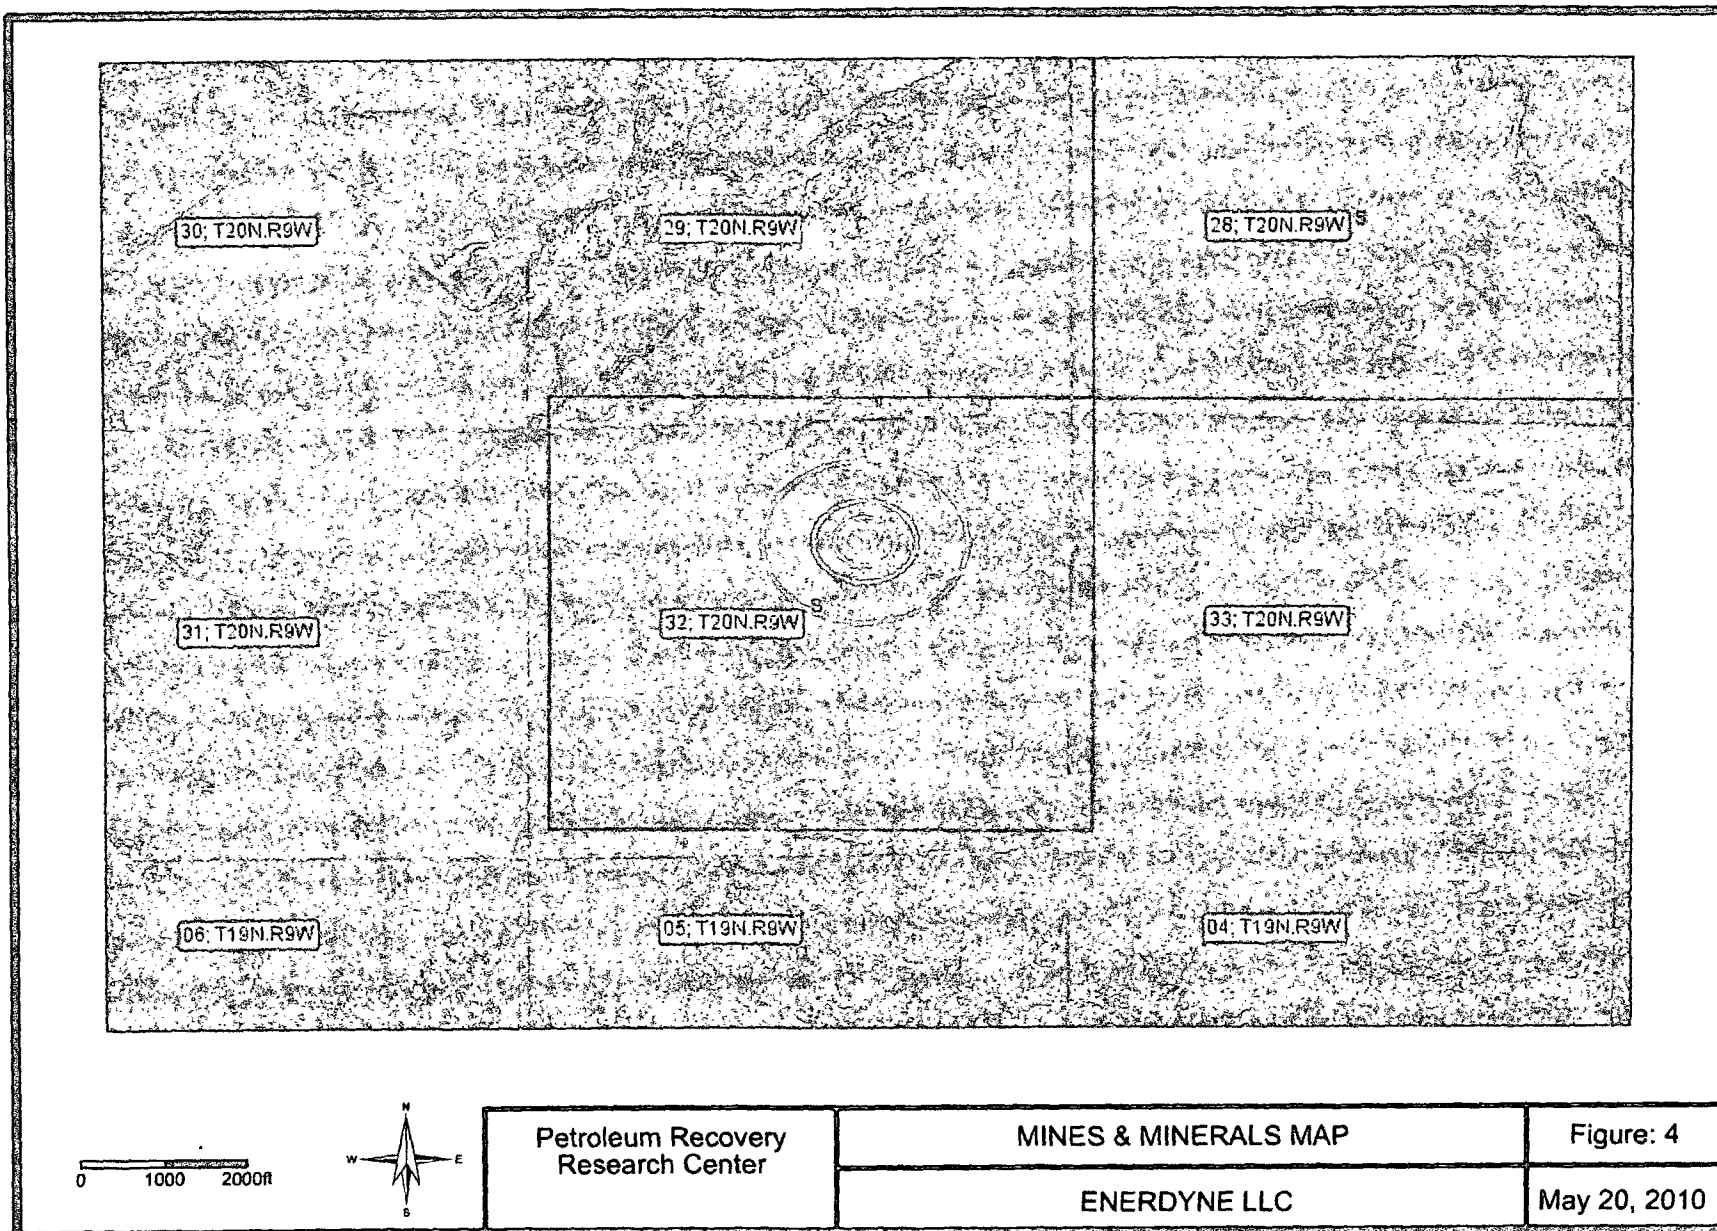 30; T20N.R9W
29; T20N.R9W
28; T20N.R9W S
31; T20N.R9W
32; T20N.R9W S
33; T20N.R9W
06; T19N.R9W
05; T19N.R9W
04; T19N.R9W
0 1000 2000ft
N
W E
S
Petroleum Recovery
Research Center
MINES & MINERALS MAP
ENERDYNE LLC
Figure: 4
May 20, 2010